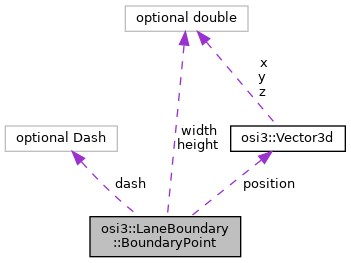 optional double
x
y
z
width
height
optional Dash
osi3::Vector3d
dash
position
osi3::LaneBoundary
::BoundaryPoint